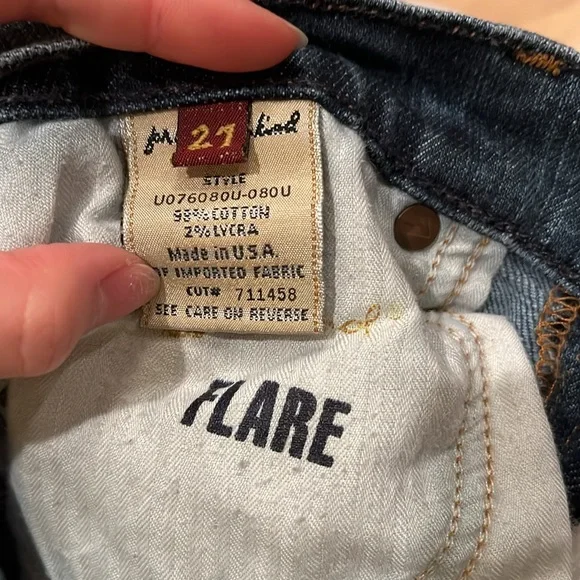 27
STYLE
U076080U-080U
98% COTTON
2% LYCRA
Made in U.S.A.
OF IMPORTED FABRIC
CUT# 711458
SEE CARE ON REVERSE
FLARE